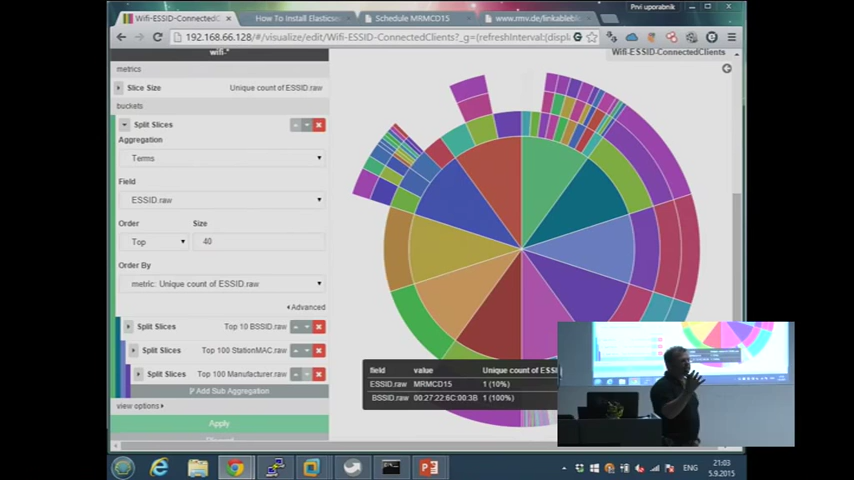 Prvi uporabnik
Wifi-ESSID-ConnectedC
How To Install Elasticse
Schedule MRMCD15
www.rmv.de/linkableble
192.168.66.128/#/visualize/edit/Wifi-ESSID-ConnectedClients?_g=(refreshInterval:(displa
wifi-*
Wifi-ESSID-ConnectedClients
metrics
Slice Size
Unique count of ESSID.raw
buckets
Split Slices
Aggregation
Terms
Field
ESSID.raw
Order
Size
Top
40
Order By
metric: Unique count of ESSID.raw
Advanced
Split Slices
Top 10 BSSID.raw
Split Slices
Top 100 StationMAC.raw
Split Slices
Top 100 Manufacturer.raw
Add Sub Aggregation
view options
Apply
field
value
Unique count of ESSID
ESSID.raw
MRMCD15
1 (10%)
BSSID.raw
00:27:22:6C:00:3B
1 (100%)
ENG
21:03
5.9.2015